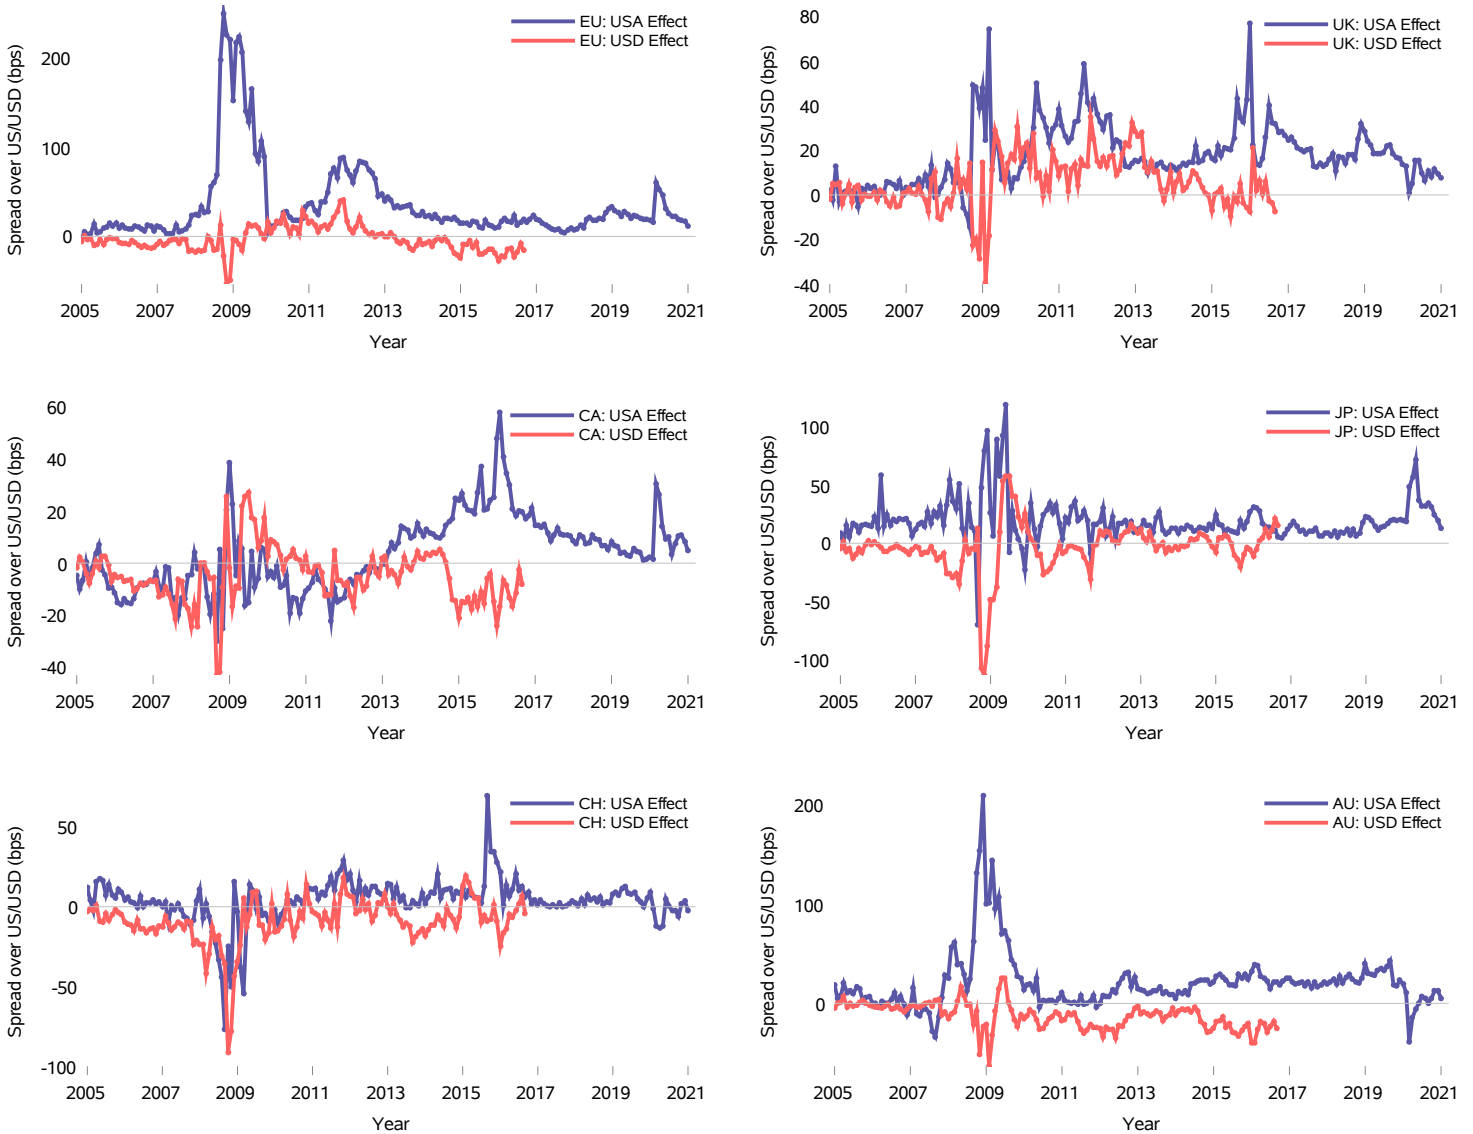 EU: USA Effect
EU: USD Effect
Spread over US/USD (bps)
200
100
0
2005 2007 2009 2011 2013 2015 2017 2019 2021
Year
UK: USA Effect
UK: USD Effect
Spread over US/USD (bps)
80
60
40
20
0
-20
-40
2005 2007 2009 2011 2013 2015 2017 2019 2021
Year
CA: USA Effect
CA: USD Effect
Spread over US/USD (bps)
60
40
20
0
-20
-40
2005 2007 2009 2011 2013 2015 2017 2019 2021
Year
JP: USA Effect
JP: USD Effect
Spread over US/USD (bps)
100
50
0
-50
-100
2005 2007 2009 2011 2013 2015 2017 2019 2021
Year
CH: USA Effect
CH: USD Effect
Spread over US/USD (bps)
50
0
-50
-100
2005 2007 2009 2011 2013 2015 2017 2019 2021
Year
AU: USA Effect
AU: USD Effect
Spread over US/USD (bps)
200
100
0
2005 2007 2009 2011 2013 2015 2017 2019 2021
Year